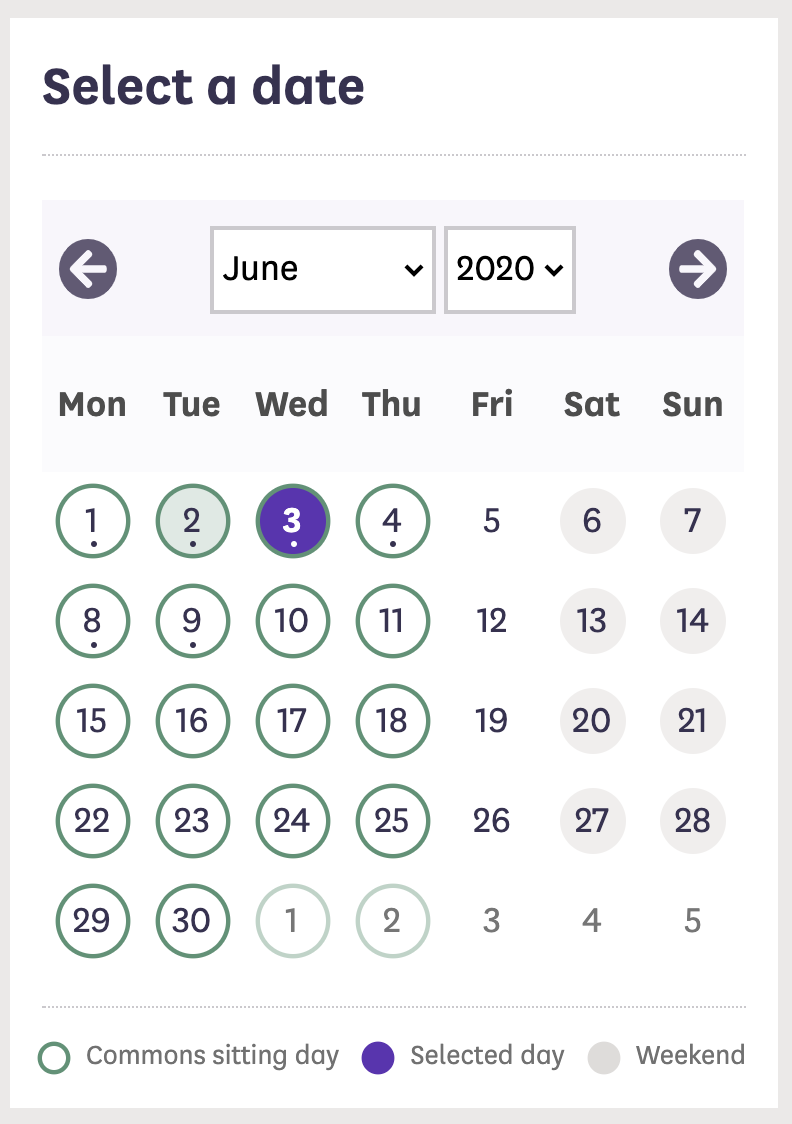 Select a date
June 2020
Mon Tue Wed Thu Fri Sat Sun
1 2 3 4 5 6 7
8 9 10 11 12 13 14
15 16 17 18 19 20 21
22 23 24 25 26 27 28
29 30 1 2 3 4 5
Commons sitting day Selected day Weekend